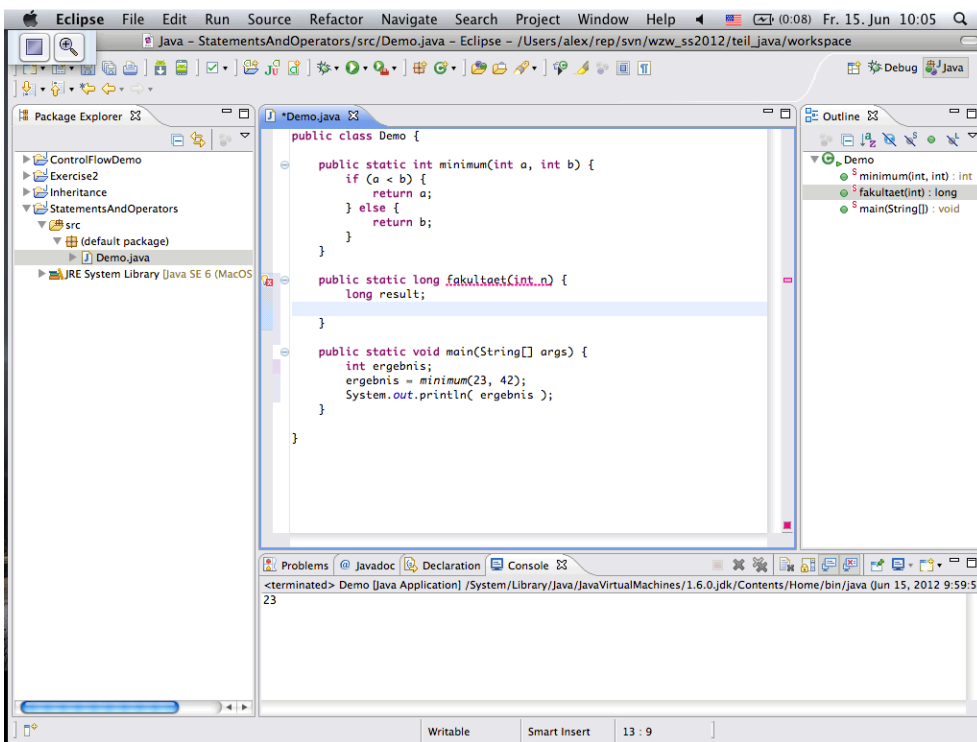 Eclipse File Edit Run Source Refactor Navigate Search Project Window Help (0:08) Fr. 15. Jun 10:05
Java – StatementsAndOperators/src/Demo.java – Eclipse – /Users/alex/rep/svn/wzw_ss2012/teil_java/workspace
Debug Java
Package Explorer
ControlFlowDemo
Exercise2
Inheritance
StatementsAndOperators
src
(default package)
Demo.java
JRE System Library [Java SE 6 (MacOS
*Demo.java
public class Demo {
public static int minimum(int a, int b) {
if (a < b) {
return a;
} else {
return b;
}
}
public static long fakultaet(int n) {
long result;
}
public static void main(String[] args) {
int ergebnis;
ergebnis = minimum(23, 42);
System.out.println( ergebnis );
}
}
Outline
Demo
minimum(int, int) : int
fakultaet(int) : long
main(String[]) : void
Problems @ Javadoc Declaration Console
<terminated> Demo [Java Application] /System/Library/Java/JavaVirtualMachines/1.6.0.jdk/Contents/Home/bin/java (Jun 15, 2012 9:59:5
23
Writable Smart Insert 13 : 9